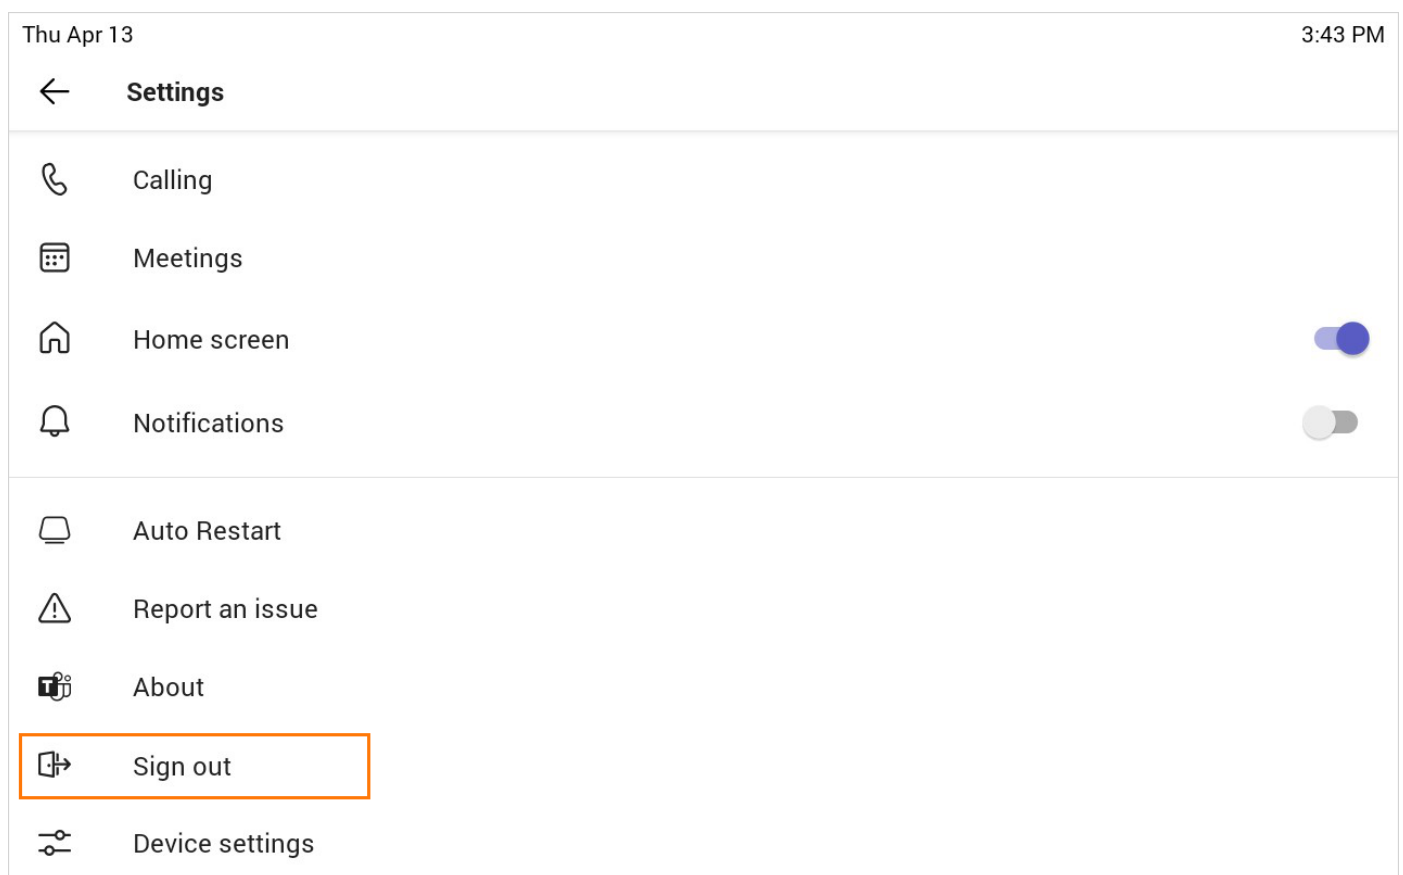 Thu Apr 13
3:43 PM
Settings
Calling
Meetings
Home screen
Notifications
Auto Restart
Report an issue
About
Sign out
Device settings